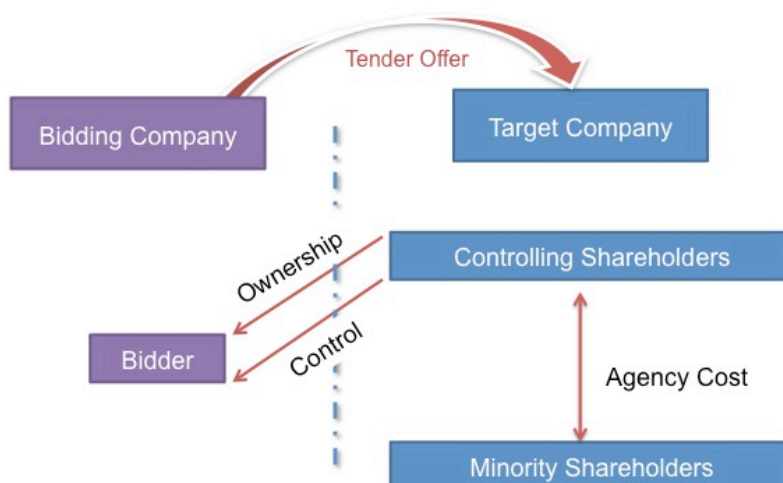 Tender Offer
Bidding Company
Target Company
Ownership
Controlling Shareholders
Control
Bidder
Agency Cost
Minority Shareholders